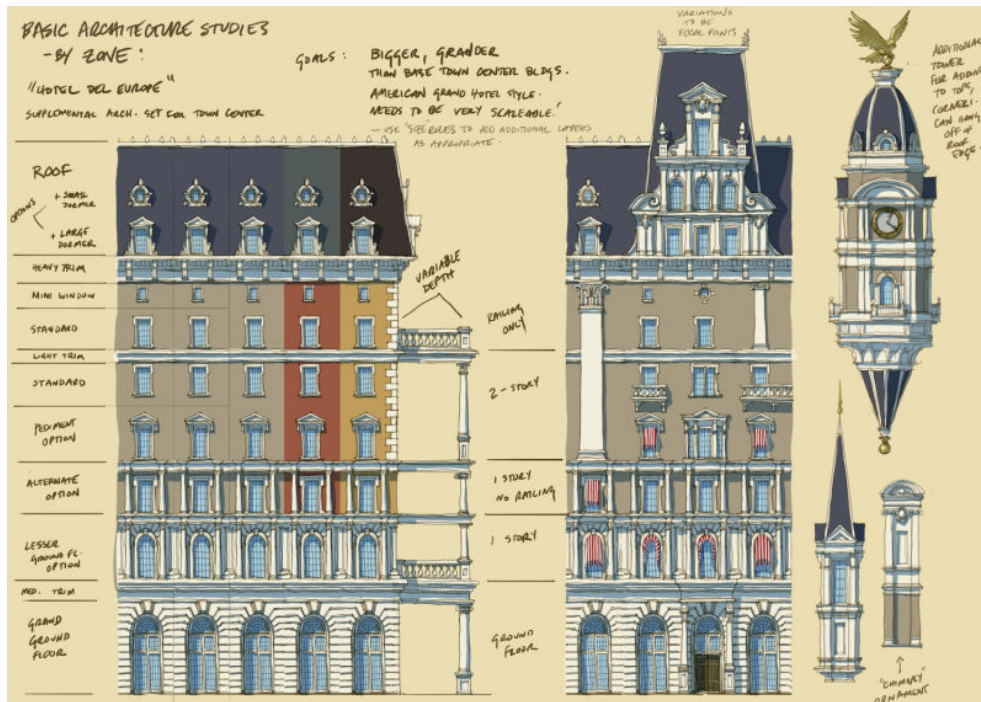 BASIC ARCHITECTURE STUDIES
- BY ZONE :
"HOTEL DEL EUROPE"
SUPPLEMENTAL ARCH. SET FOR TOWN CENTER
GOALS : BIGGER, GRANDER
THAN BASE TOWN CENTER BLDGS.
AMERICAN GRAND HOTEL STYLE.
NEEDS TO BE VERY SCALEABLE!
- USE "SIZE" RULES TO ADD ADDITIONAL LAYERS
AS APPROPRIATE.
VARIATIONS
TO BE
FOCAL POINTS
ADDITIONAL
TOWER
FOR ADDING
TO TOPS,
CORNERS.
CAN HANG
OFF OF
ROOF
EDGE.
ROOF
OPTIONS
+ SMALL
DORMER
+ LARGE
DORMER
HEAVY TRIM
MINI WINDOW
STANDARD
LIGHT TRIM
STANDARD
PEDIMENT
OPTION
ALTERNATE
OPTION
LESSER
GROUND FL.
OPTION
MED. TRIM
GRAND
GROUND
FLOOR
VARIABLE
DEPTH
RAILING
ONLY
2 - STORY
1 STORY
NO RAILING
1 STORY
GROUND
FLOOR
"CHIMNEY"
ORNAMENT